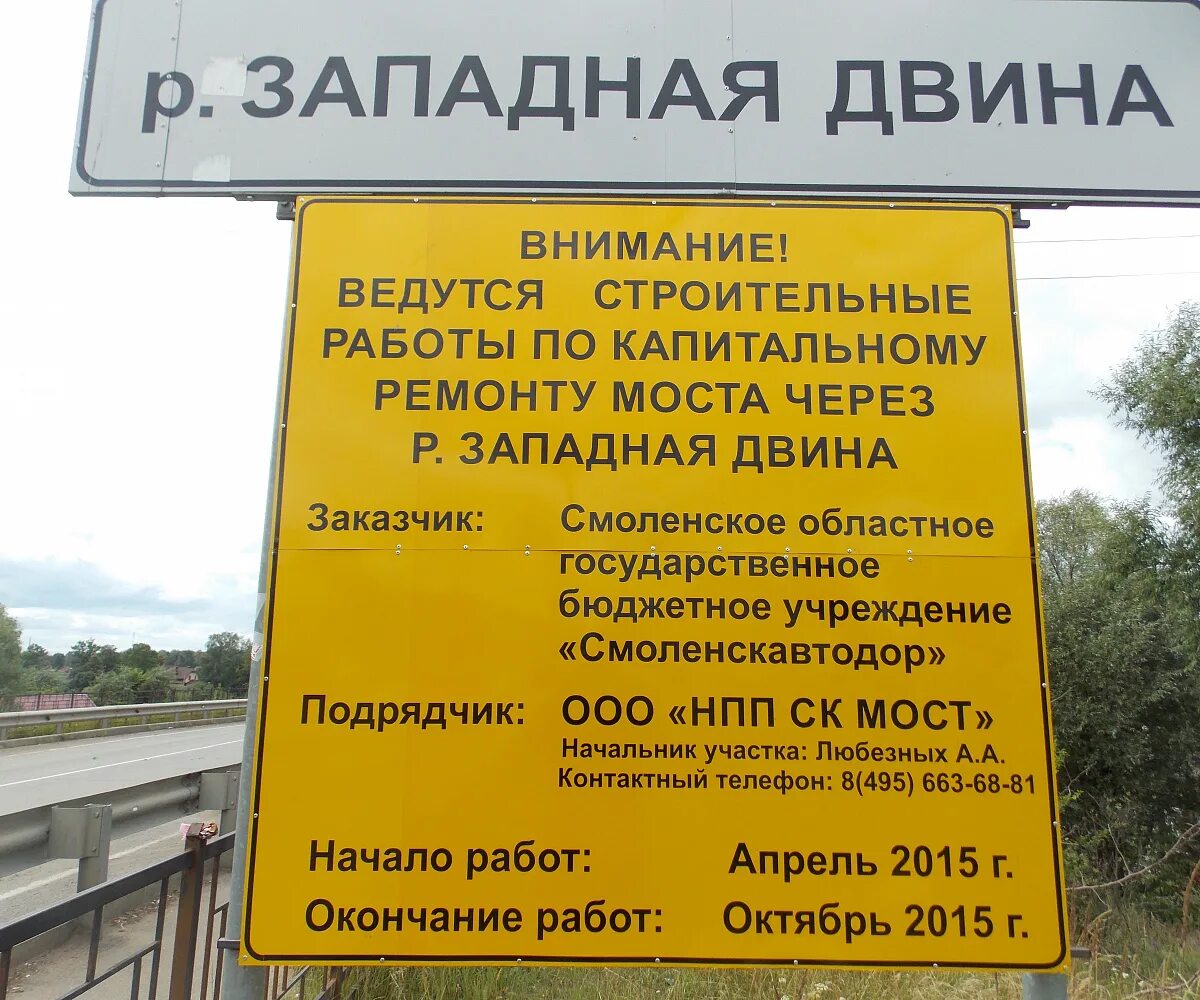 р. ЗАПАДНАЯ ДВИНА
ВНИМАНИЕ!
ВЕДУТСЯ СТРОИТЕЛЬНЫЕ
РАБОТЫ ПО КАПИТАЛЬНОМУ
РЕМОНТУ МОСТА ЧЕРЕЗ
Р. ЗАПАДНАЯ ДВИНА
Заказчик: Смоленское областное
государственное
бюджетное учреждение
«Смоленскавтодор»
Подрядчик: ООО «НПП СК МОСТ»
Начальник участка: Любезных А.А.
Контактный телефон: 8(495) 663-68-81
Начало работ: Апрель 2015 г.
Окончание работ: Октябрь 2015 г.